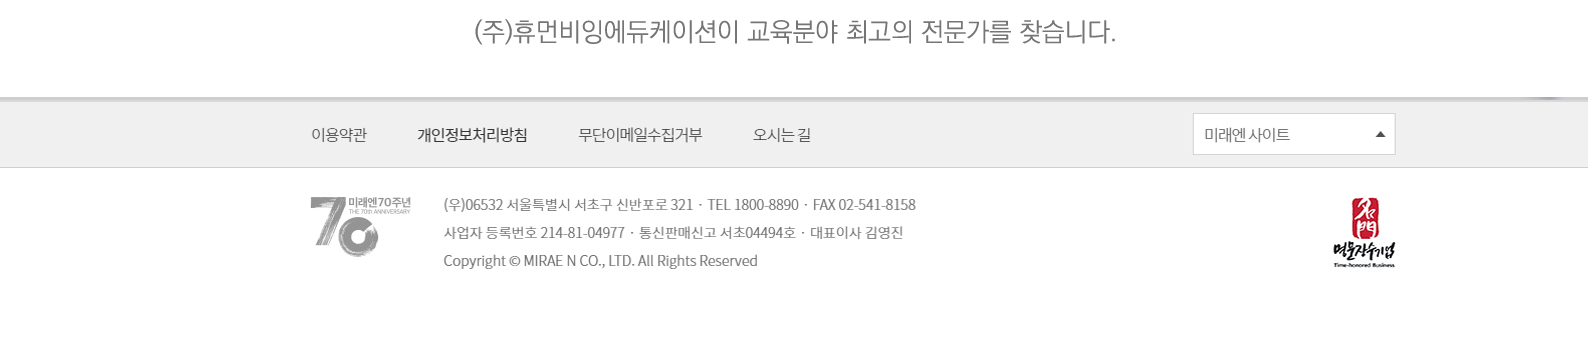 (주)휴먼비잉에듀케이션이 교육분야 최고의 전문가를 찾습니다.
이용약관 개인정보처리방침 무단이메일수집거부 오시는 길 미래엔 사이트
미래엔70주년
THE 70th ANNIVERSARY
70
(우)06532 서울특별시 서초구 신반포로 321 · TEL 1800-8890 · FAX 02-541-8158
사업자 등록번호 214-81-04977 · 통신판매신고 서초04494호 · 대표이사 김영진
Copyright © MIRAE N CO., LTD. All Rights Reserved
名門
명문장수기업
Time-honored Business